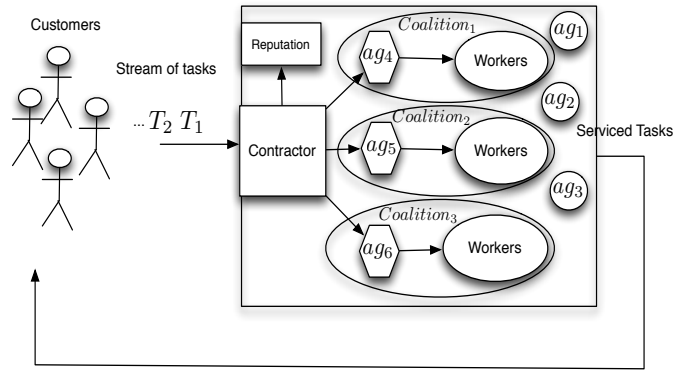 Customers
Stream of tasks
...T2 T1
Reputation
Contractor
Coalition1
ag4
Workers
Coalition2
ag5
Workers
Coalition3
ag6
Workers
ag1
ag2
ag3
Serviced Tasks